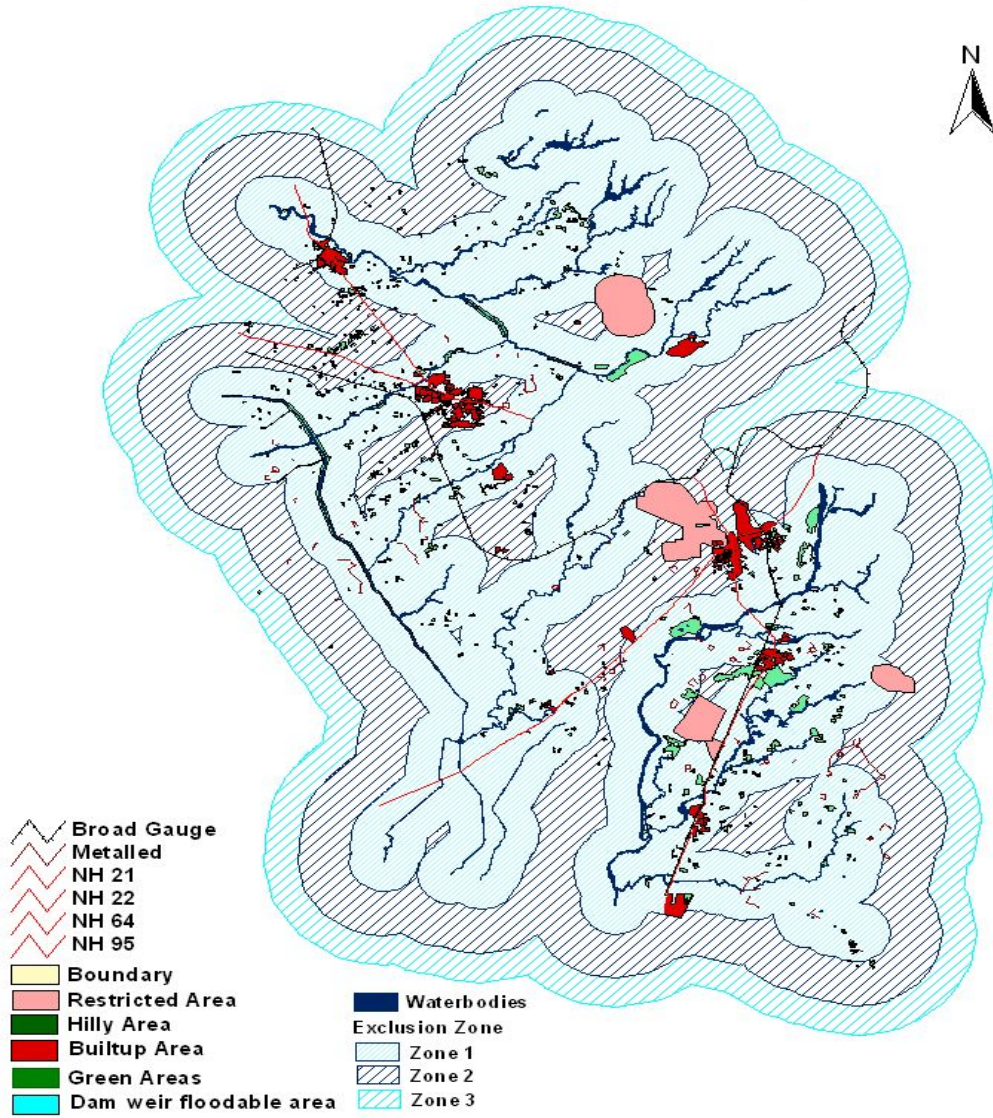 N
Broad Gauge
Metalled
NH 21
NH 22
NH 64
NH 95
Boundary
Restricted Area
Hilly Area
Builtup Area
Green Areas
Dam weir floodable area
Waterbodies
Exclusion Zone
Zone 1
Zone 2
Zone 3